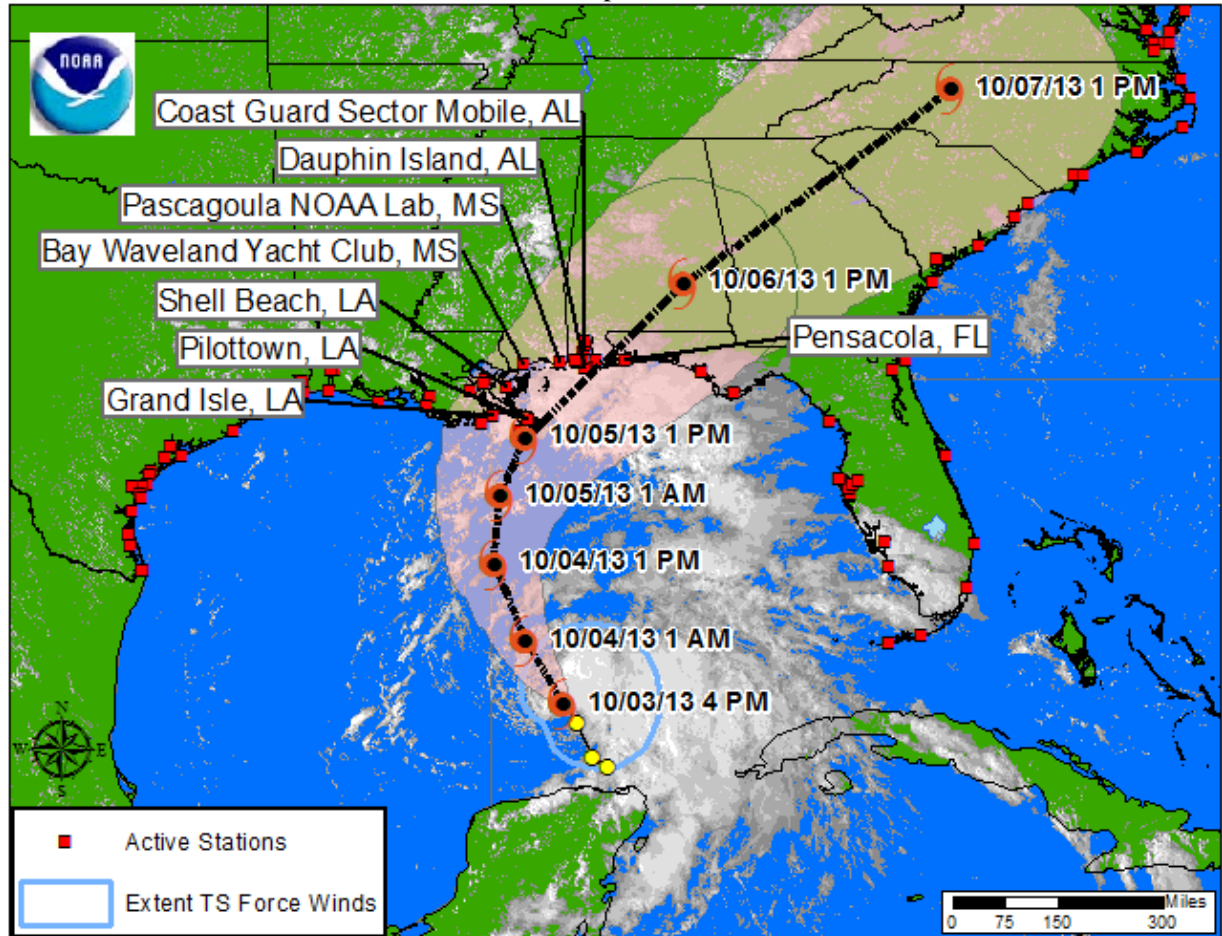 NOAA
10/07/13 1 PM
Coast Guard Sector Mobile, AL
Dauphin Island, AL
Pascagoula NOAA Lab, MS
Bay Waveland Yacht Club, MS
10/06/13 1 PM
Shell Beach, LA
Pilottown, LA
Pensacola, FL
Grand Isle, LA
10/05/13 1 PM
10/05/13 1 AM
10/04/13 1 PM
10/04/13 1 AM
10/03/13 4 PM
N
W
E
S
Active Stations
Extent TS Force Winds
Miles
0 75 150 300